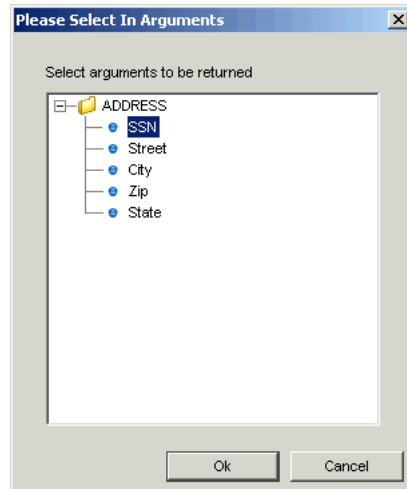 Please Select In Arguments
Select arguments to be returned
ADDRESS
SSN
Street
City
Zip
State
Ok
Cancel